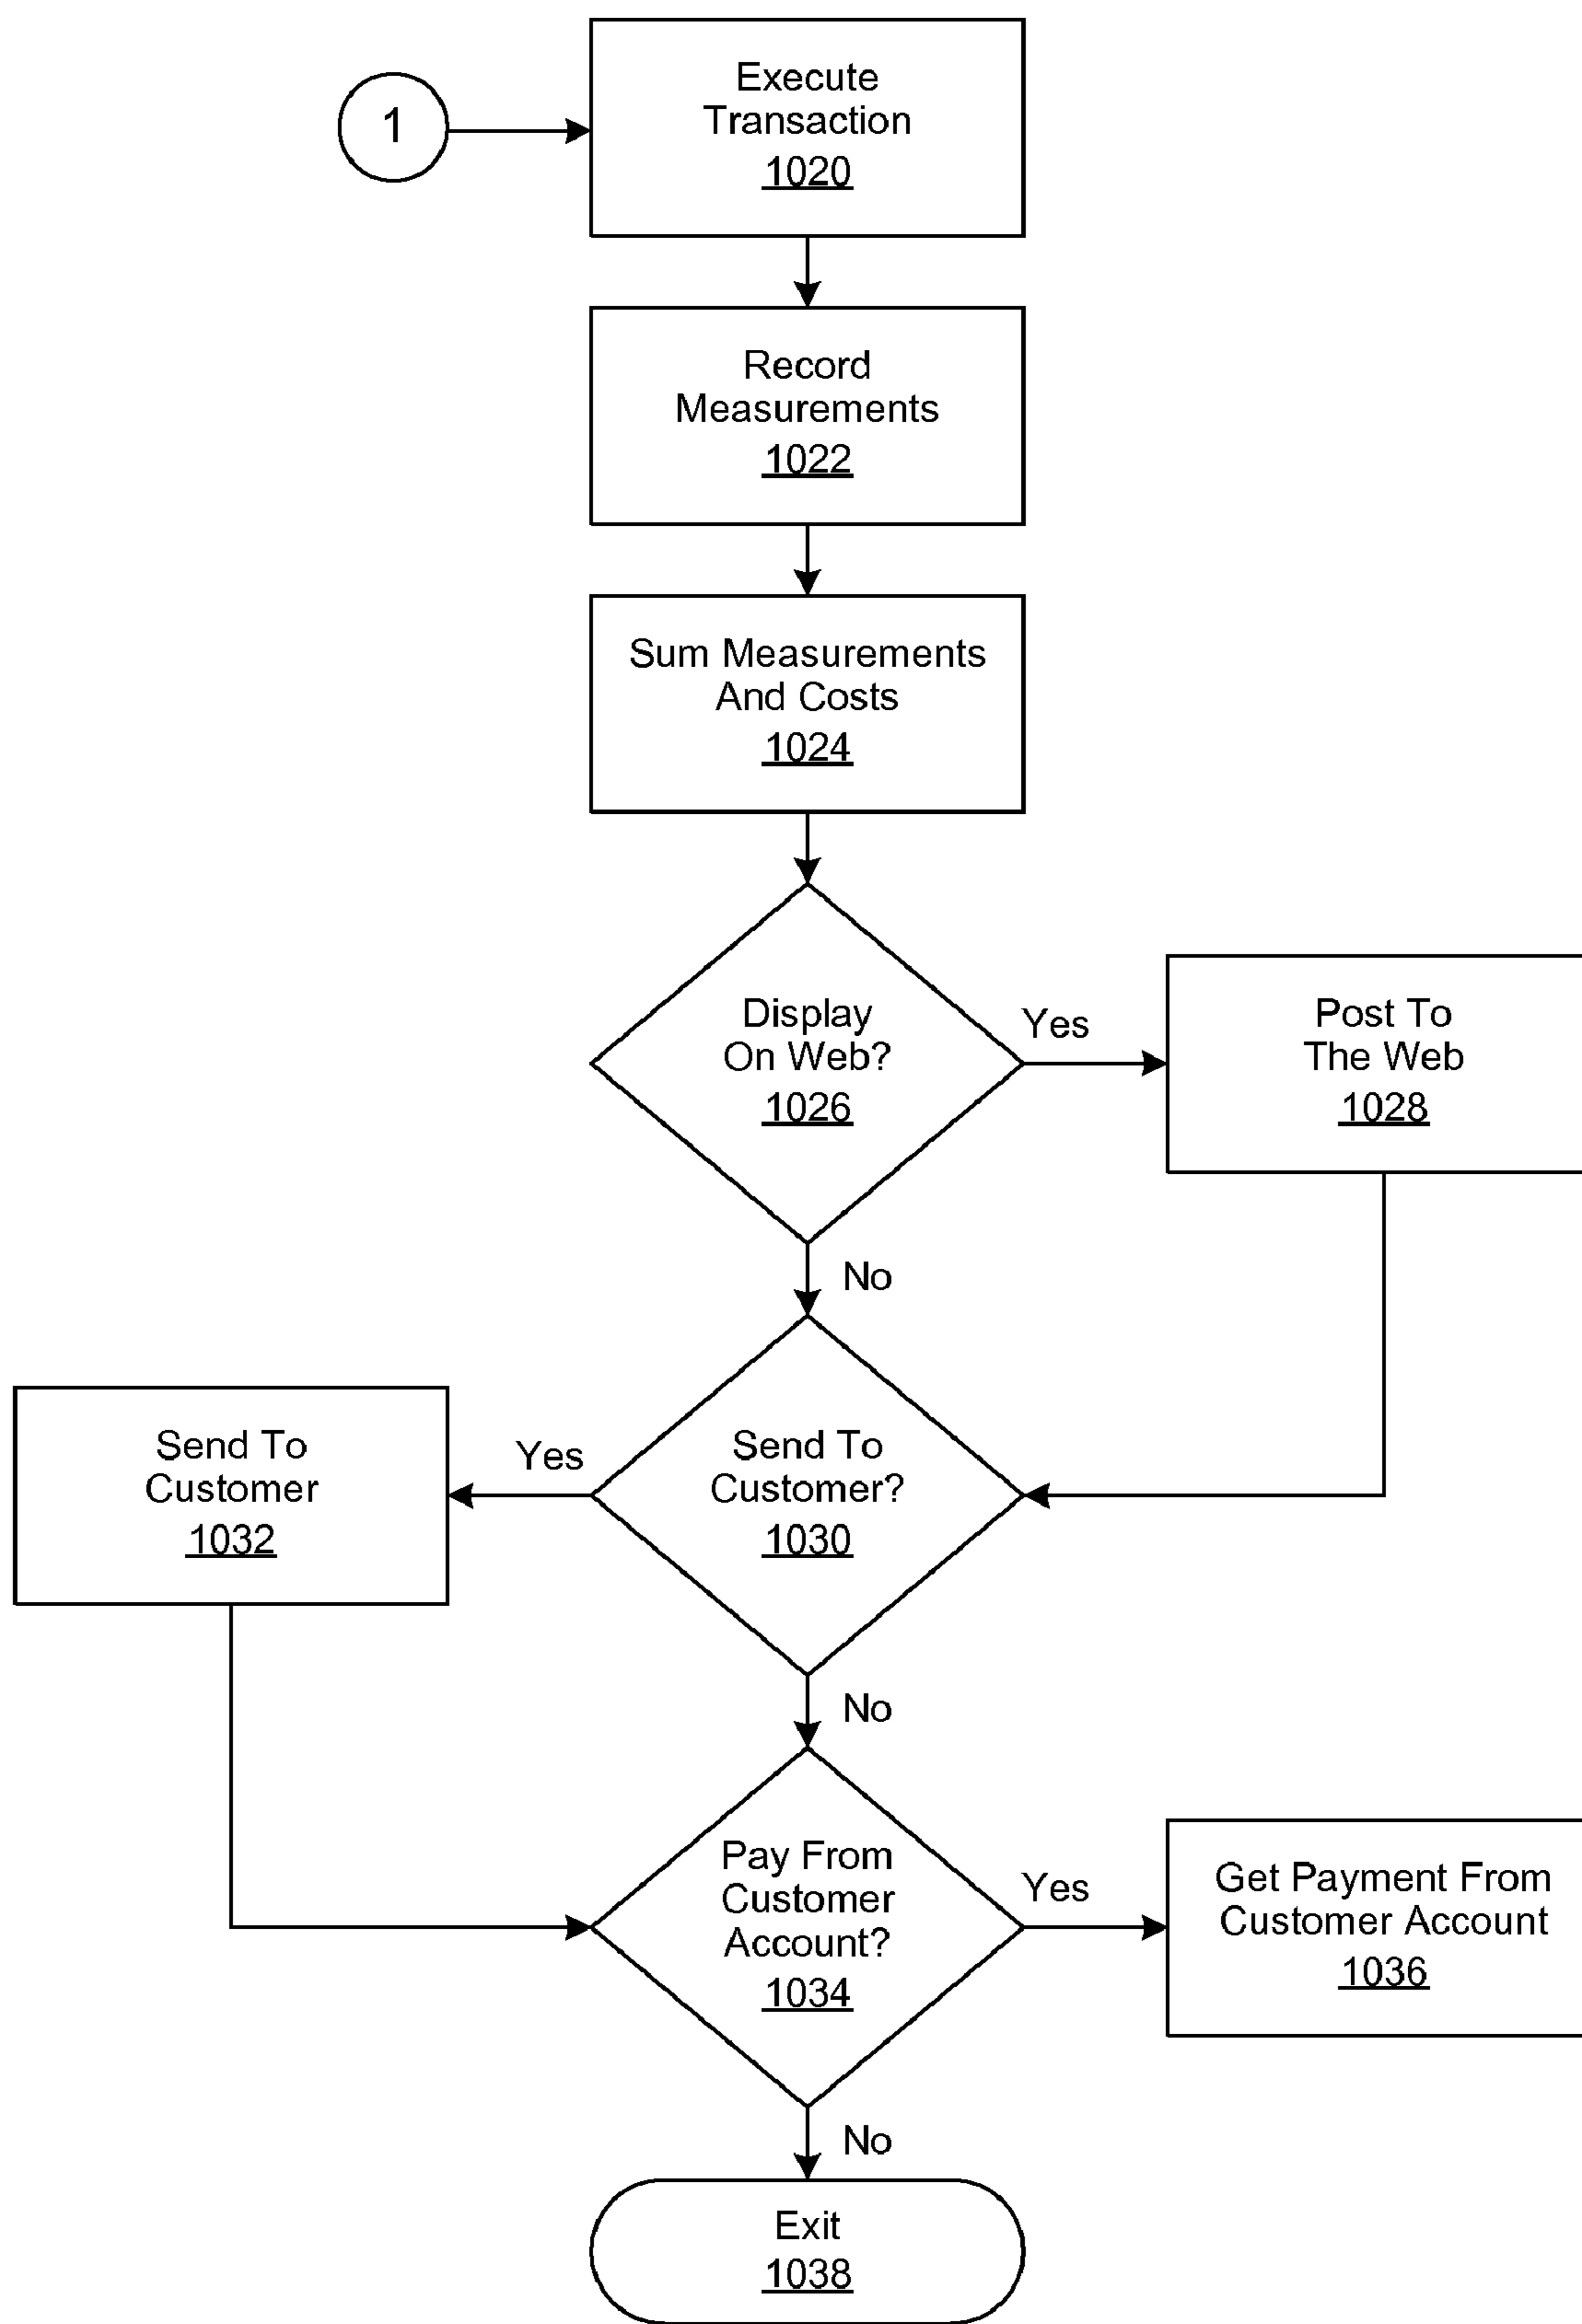 1
Execute
Transaction
1020
Record
Measurements
1022
Sum Measurements
And Costs
1024
Display
On Web?
1026
Yes
Post To
The Web
1028
No
Send To
Customer?
1030
Yes
Send To
Customer
1032
No
Pay From
Customer
Account?
1034
Yes
Get Payment From
Customer Account
1036
No
Exit
1038